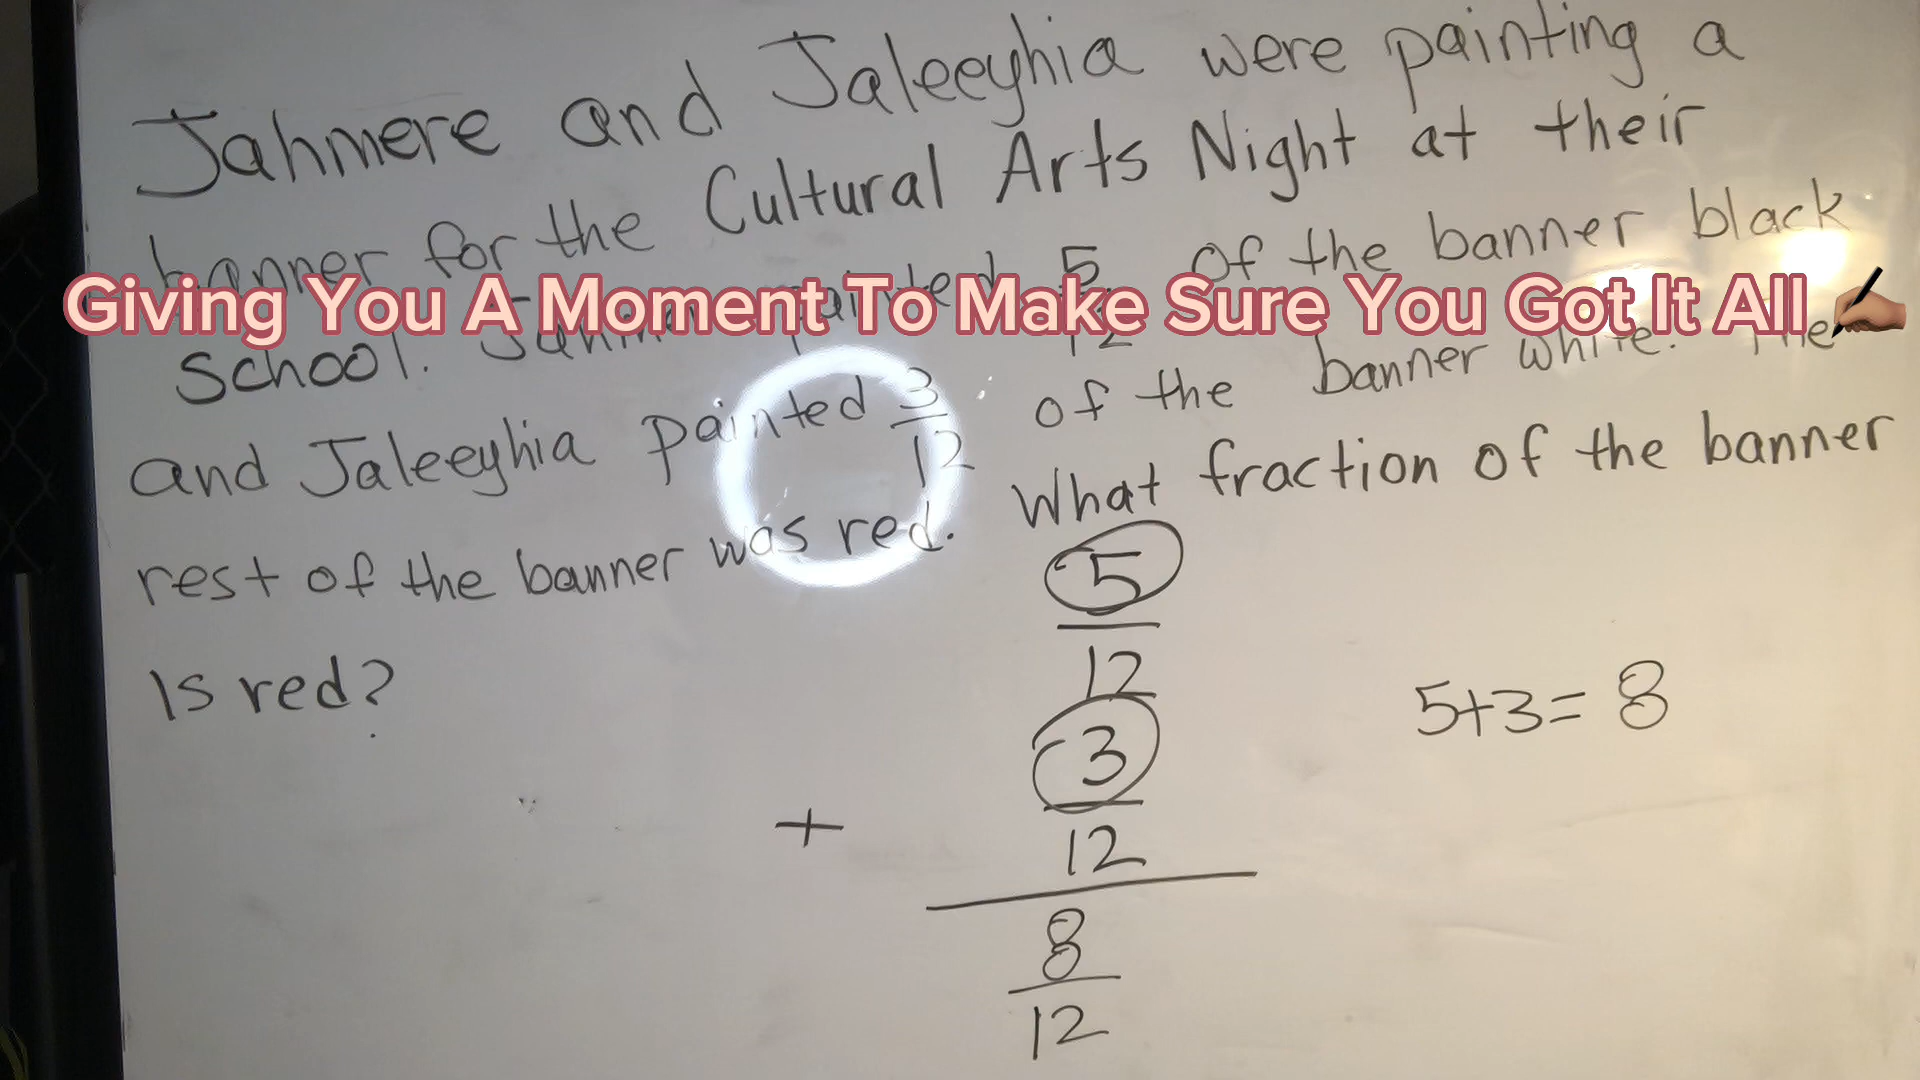 Jahmere and Jaleeyhia were painting a
banner for the Cultural Arts Night at their
school. Jahmere painted 5/12 of the banner black
and Jaleeyhia painted 3/12 of the banner white. The
rest of the banner was red. What fraction of the banner
is red?
Giving You A Moment To Make Sure You Got It All ✍🏽
5
12
+ 3
12
8
12
5+3=8